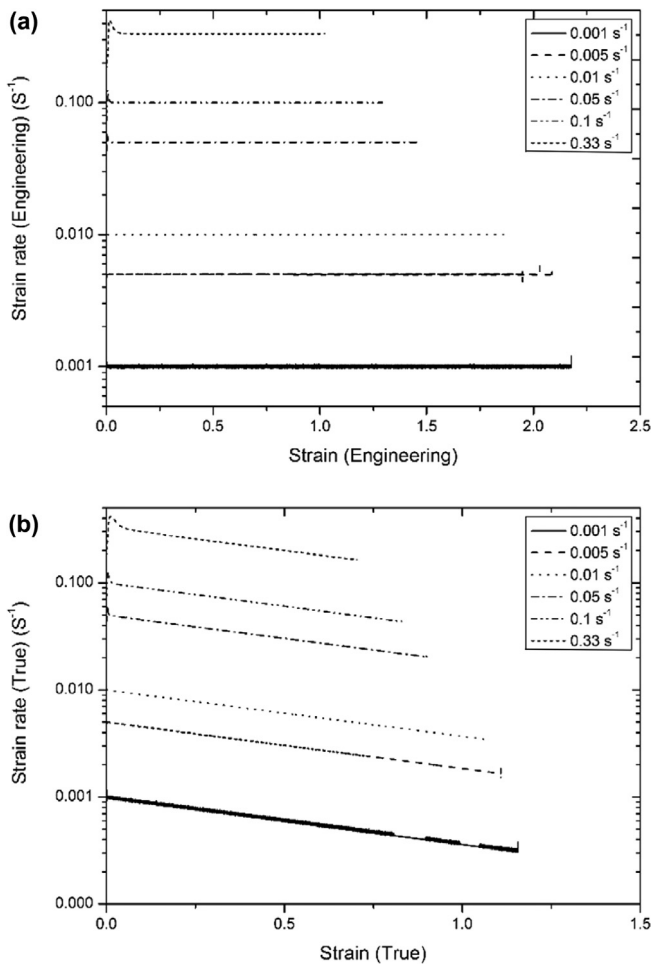 (a)
Strain rate (Engineering) (S⁻¹)
0.100
0.010
0.001
0.001 s⁻¹
0.005 s⁻¹
0.01 s⁻¹
0.05 s⁻¹
0.1 s⁻¹
0.33 s⁻¹
0.0 0.5 1.0 1.5 2.0 2.5
Strain (Engineering)
(b)
Strain rate (True) (S⁻¹)
0.100
0.010
0.001
0.000
0.001 s⁻¹
0.005 s⁻¹
0.01 s⁻¹
0.05 s⁻¹
0.1 s⁻¹
0.33 s⁻¹
0.0 0.5 1.0 1.5
Strain (True)